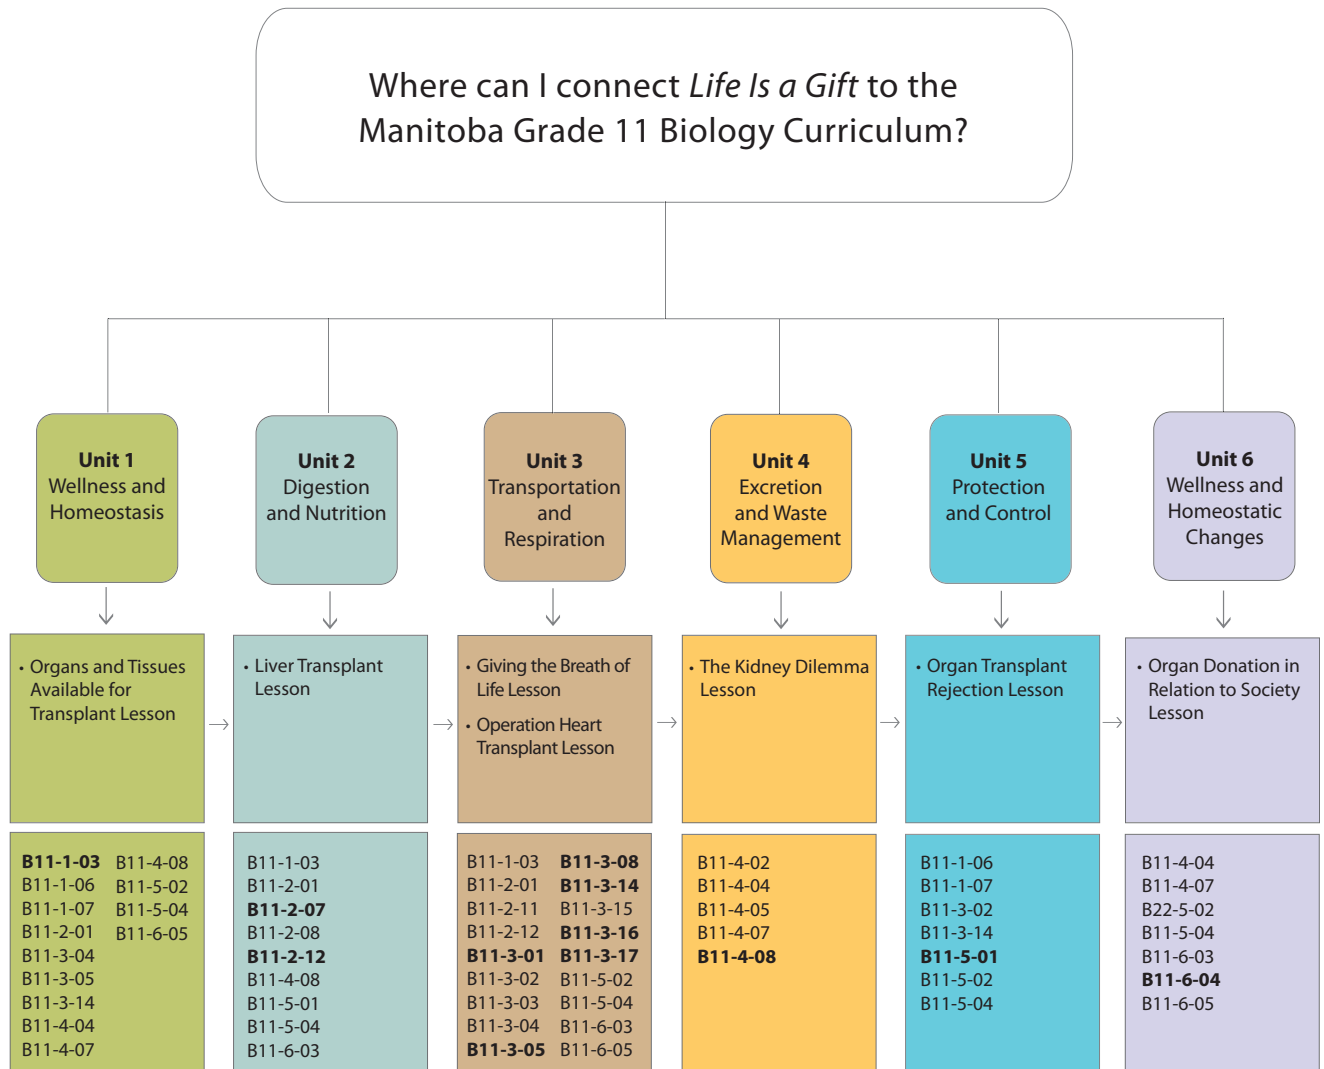 Where can I connect Life Is a Gift to the
Manitoba Grade 11 Biology Curriculum?
Unit 1
Wellness and
Homeostasis
Unit 2
Digestion
and Nutrition
Unit 3
Transportation
and
Respiration
Unit 4
Excretion
and Waste
Management
Unit 5
Protection
and Control
Unit 6
Wellness and
Homeostatic
Changes
• Organs and Tissues
Available for
Transplant Lesson
• Liver Transplant
Lesson
• Giving the Breath of
Life Lesson
• Operation Heart
Transplant Lesson
• The Kidney Dilemma
Lesson
• Organ Transplant
Rejection Lesson
• Organ Donation in
Relation to Society
Lesson
B11-1-03
B11-1-06
B11-1-07
B11-2-01
B11-3-04
B11-3-05
B11-3-14
B11-4-04
B11-4-07
B11-4-08
B11-5-02
B11-5-04
B11-6-05
B11-1-03
B11-2-01
B11-2-07
B11-2-08
B11-2-12
B11-4-08
B11-5-01
B11-5-04
B11-6-03
B11-1-03
B11-2-01
B11-2-11
B11-2-12
B11-3-01
B11-3-02
B11-3-03
B11-3-04
B11-3-05
B11-3-08
B11-3-14
B11-3-15
B11-3-16
B11-3-17
B11-5-02
B11-5-04
B11-6-03
B11-6-05
B11-4-02
B11-4-04
B11-4-05
B11-4-07
B11-4-08
B11-1-06
B11-1-07
B11-3-02
B11-3-14
B11-5-01
B11-5-02
B11-5-04
B11-4-04
B11-4-07
B22-5-02
B11-5-04
B11-6-03
B11-6-04
B11-6-05